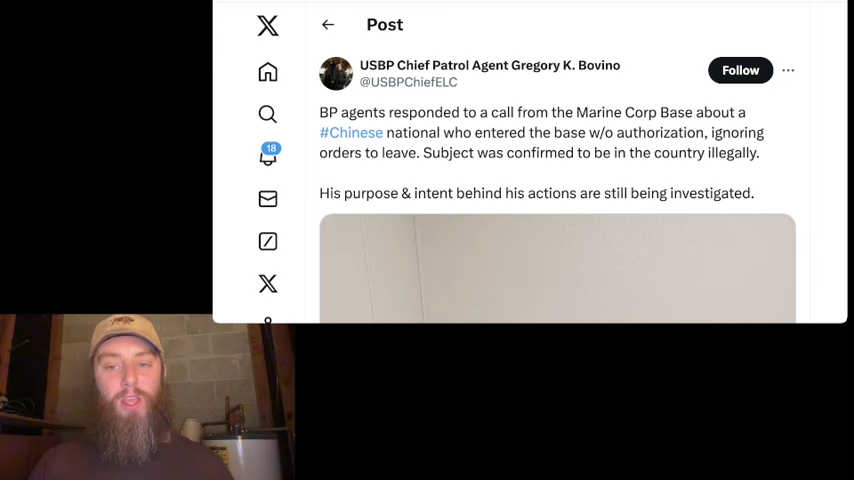 Post
USBP Chief Patrol Agent Gregory K. Bovino
@USBPChiefELC
Follow
BP agents responded to a call from the Marine Corp Base about a
#Chinese national who entered the base w/o authorization, ignoring
orders to leave. Subject was confirmed to be in the country illegally.
18
His purpose & intent behind his actions are still being investigated.